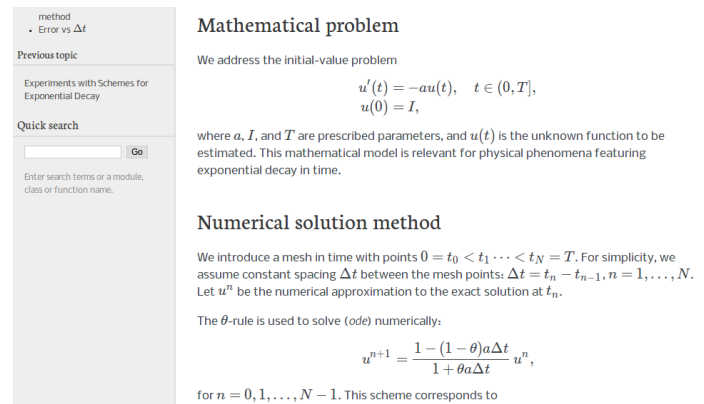 method
• Error vs Δt
Previous topic
Experiments with Schemes for
Exponential Decay
Quick search
Go
Enter search terms or a module,
class or function name.
Mathematical problem
We address the initial-value problem
u′(t) = −au(t), t ∈ (0, T],
u(0) = I,
where a, I, and T are prescribed parameters, and u(t) is the unknown function to be
estimated. This mathematical model is relevant for physical phenomena featuring
exponential decay in time.
Numerical solution method
We introduce a mesh in time with points 0 = t₀ < t₁ ⋯ < t_N = T. For simplicity, we
assume constant spacing Δt between the mesh points: Δt = tₙ − tₙ₋₁, n = 1, …, N.
Let uⁿ be the numerical approximation to the exact solution at tₙ.
The θ-rule is used to solve (ode) numerically:
uⁿ⁺¹ = (1 − (1 − θ)aΔt) / (1 + θaΔt) uⁿ,
for n = 0, 1, …, N − 1. This scheme corresponds to